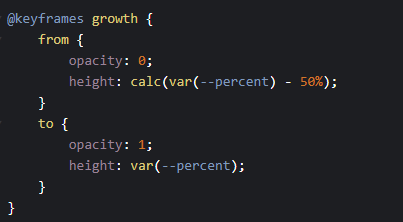 @keyframes growth {
    from {
        opacity: 0;
        height: calc(var(--percent) - 50%);
    }
    to {
        opacity: 1;
        height: var(--percent);
    }
}